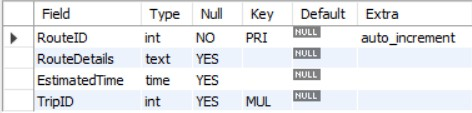 Field Type Null Key Default Extra
RouteID int NO PRI NULL auto_increment
RouteDetails text YES NULL
EstimatedTime time YES NULL
TripID int YES MUL NULL